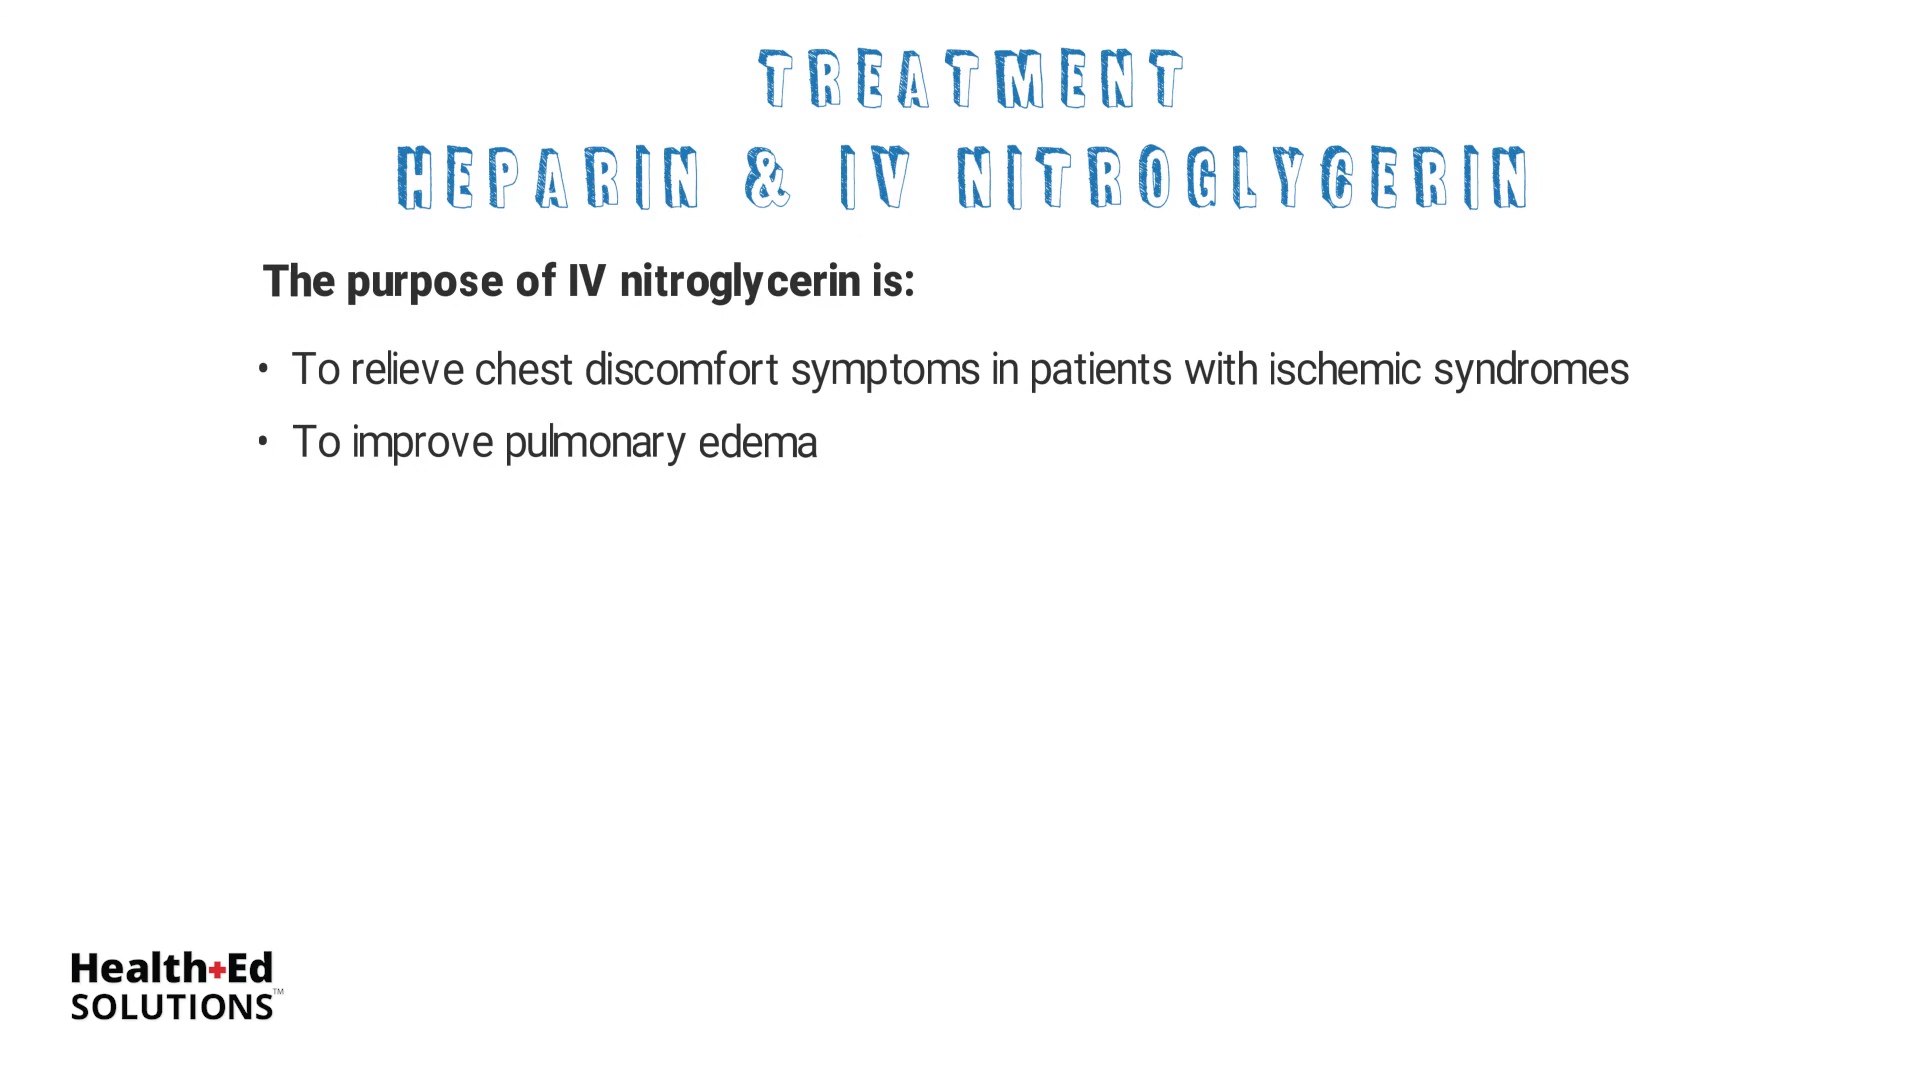 TREATMENT
HEPARIN & IV NITROGLYCERIN
The purpose of IV nitroglycerin is:
• To relieve chest discomfort symptoms in patients with ischemic syndromes
• To improve pulmonary edema
Health+Ed
SOLUTIONS™